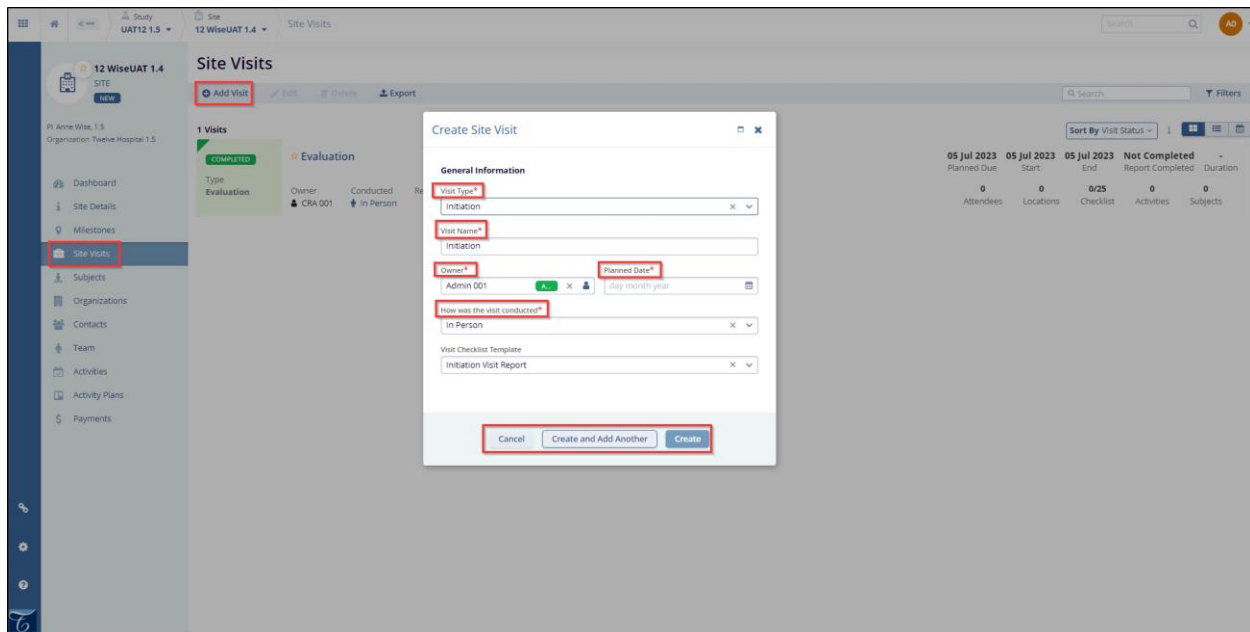 Study
UAT12 1.5
Site
12 WiseUAT 1.4
Site Visits
Search
AD
12 WiseUAT 1.4
SITE
NEW
PI Anne Wise, 1.5
Organization Twelve Hospital 1.5
Dashboard
Site Details
Milestones
Site Visits
Subjects
Organizations
Contacts
Team
Activities
Activity Plans
Payments
Site Visits
Add Visit
Edit
Delete
Export
Search
Filters
1 Visits
Sort By Visit Status
COMPLETED
Type
Evaluation
Evaluation
Owner
CRA 001
Conducted
In Person
05 Jul 2023 05 Jul 2023 05 Jul 2023 Not Completed -
Planned Due Start End Report Completed Duration
0 0 0/25 0 0
Attendees Locations Checklist Activities Subjects
Create Site Visit
General Information
Visit Type*
Initiation
Visit Name*
Initiation
Owner*
Admin 001
A...
Planned Date*
day month year
How was the visit conducted*
In Person
Visit Checklist Template
Initiation Visit Report
Cancel
Create and Add Another
Create